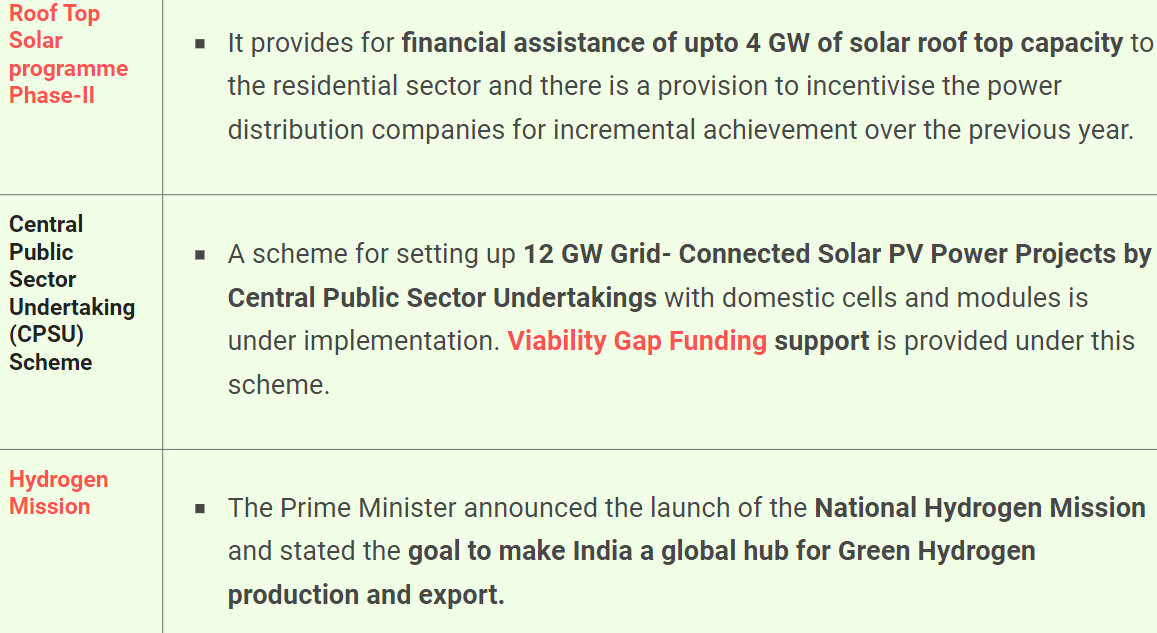 Roof Top
Solar
programme
Phase-II
▪ It provides for financial assistance of upto 4 GW of solar roof top capacity to
the residential sector and there is a provision to incentivise the power
distribution companies for incremental achievement over the previous year.
Central
Public
Sector
Undertaking
(CPSU)
Scheme
▪ A scheme for setting up 12 GW Grid- Connected Solar PV Power Projects by
Central Public Sector Undertakings with domestic cells and modules is
under implementation. Viability Gap Funding support is provided under this
scheme.
Hydrogen
Mission
▪ The Prime Minister announced the launch of the National Hydrogen Mission
and stated the goal to make India a global hub for Green Hydrogen
production and export.